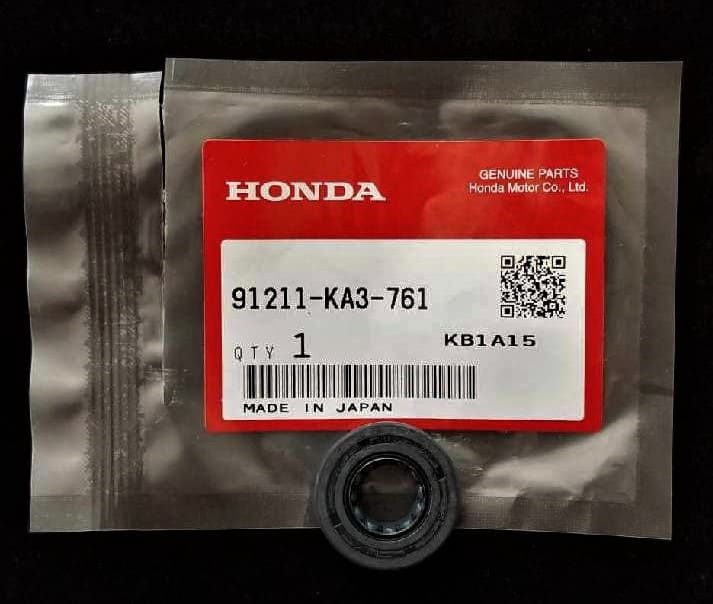 HONDA
GENUINE PARTS
Honda Motor Co., Ltd.
91211-KA3-761
QTY 1
KB1A15
MADE IN JAPAN